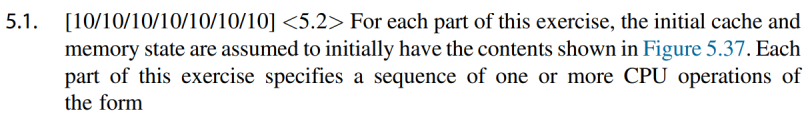 5.1. [10/10/10/10/10/10/10] <5.2> For each part of this exercise, the initial cache and
memory state are assumed to initially have the contents shown in Figure 5.37. Each
part of this exercise specifies a sequence of one or more CPU operations of
the form